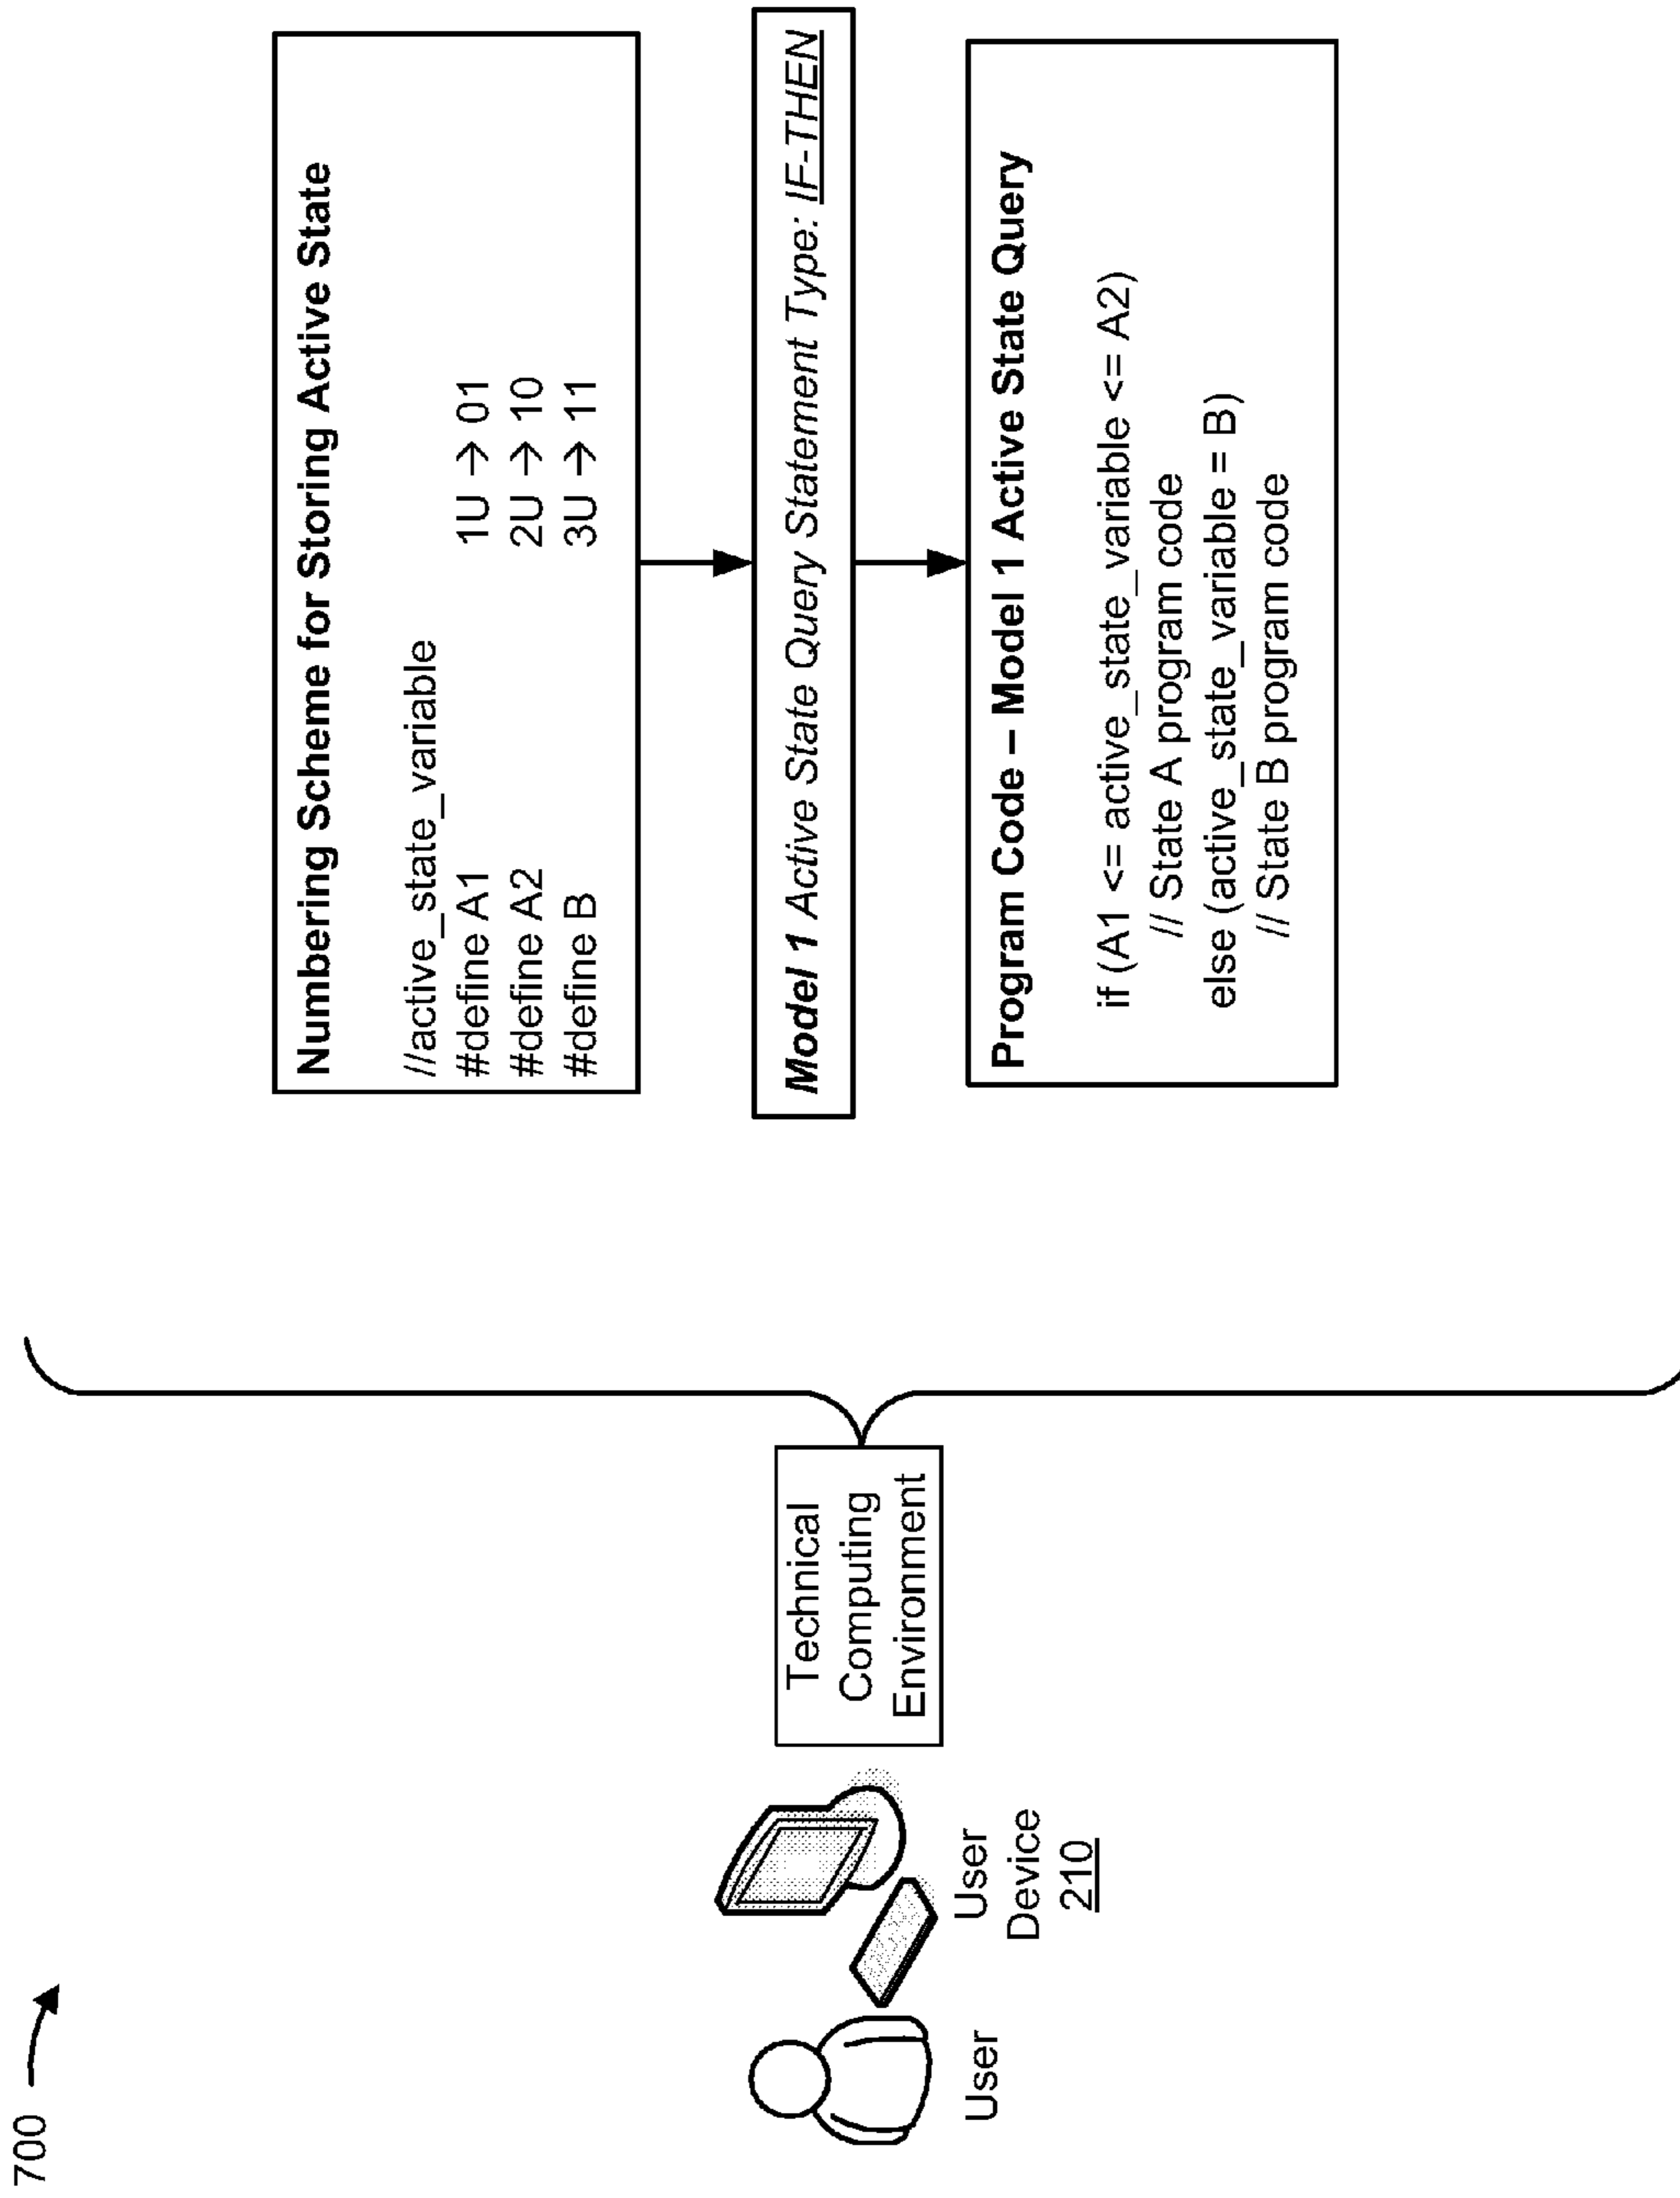 700
User
User
Device
210
Technical
Computing
Environment
Numbering Scheme for Storing Active State
//active_state_variable
#define A1 1U → 01
#define A2 2U → 10
#define B 3U → 11
Model 1 Active State Query Statement Type: IF-THEN
Program Code – Model 1 Active State Query
if (A1 <= active_state_variable <= A2)
// State A program code
else (active_state_variable = B)
// State B program code